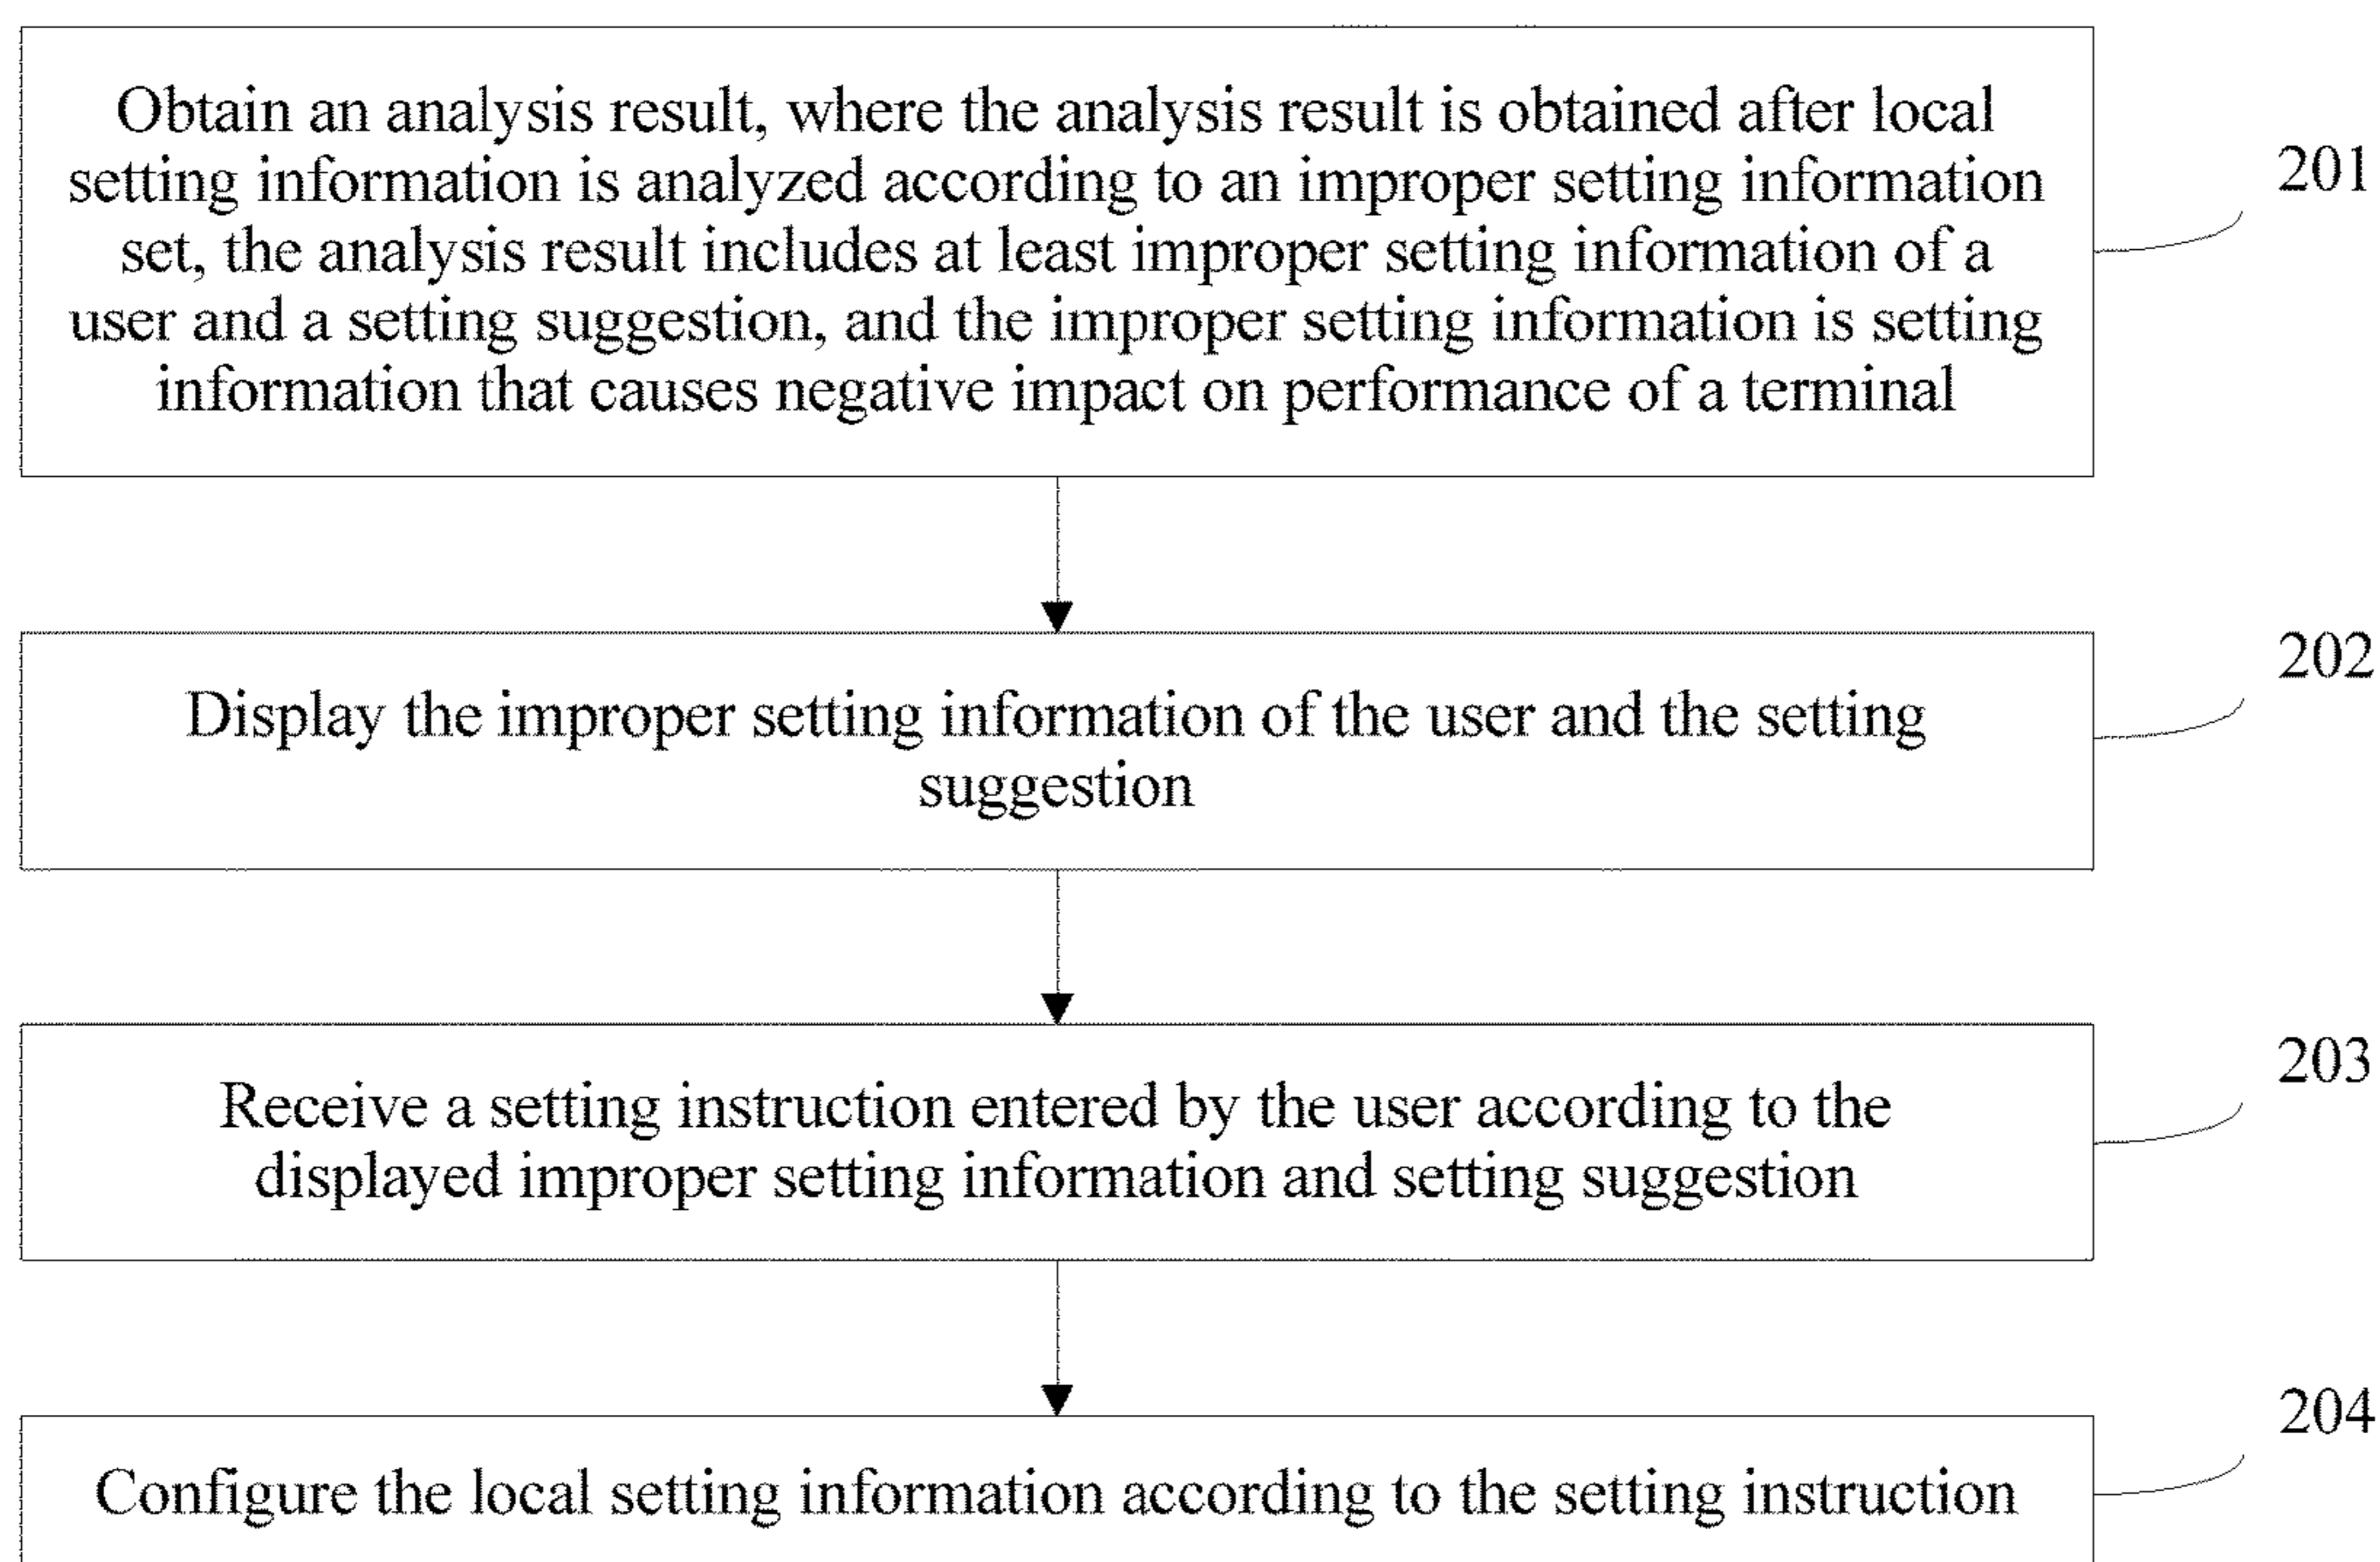 Obtain an analysis result, where the analysis result is obtained after local
setting information is analyzed according to an improper setting information
set, the analysis result includes at least improper setting information of a
user and a setting suggestion, and the improper setting information is setting
information that causes negative impact on performance of a terminal
201
Display the improper setting information of the user and the setting
suggestion
202
Receive a setting instruction entered by the user according to the
displayed improper setting information and setting suggestion
203
Configure the local setting information according to the setting instruction
204